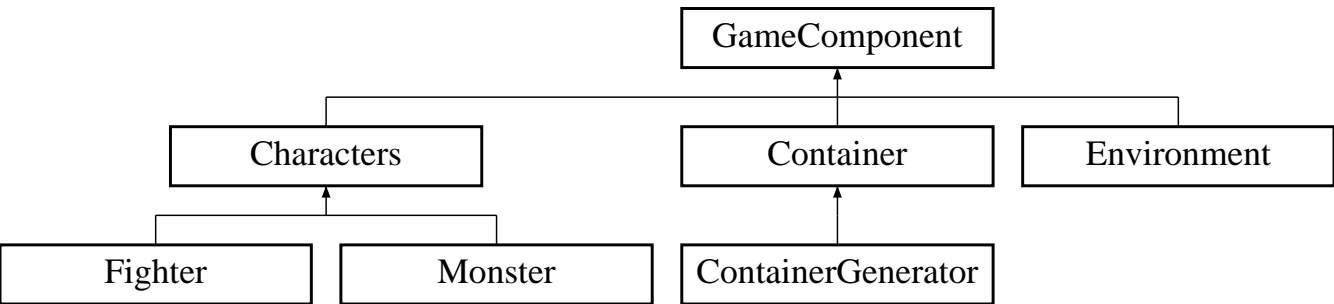 GameComponent
Characters
Container
Environment
Fighter
Monster
ContainerGenerator